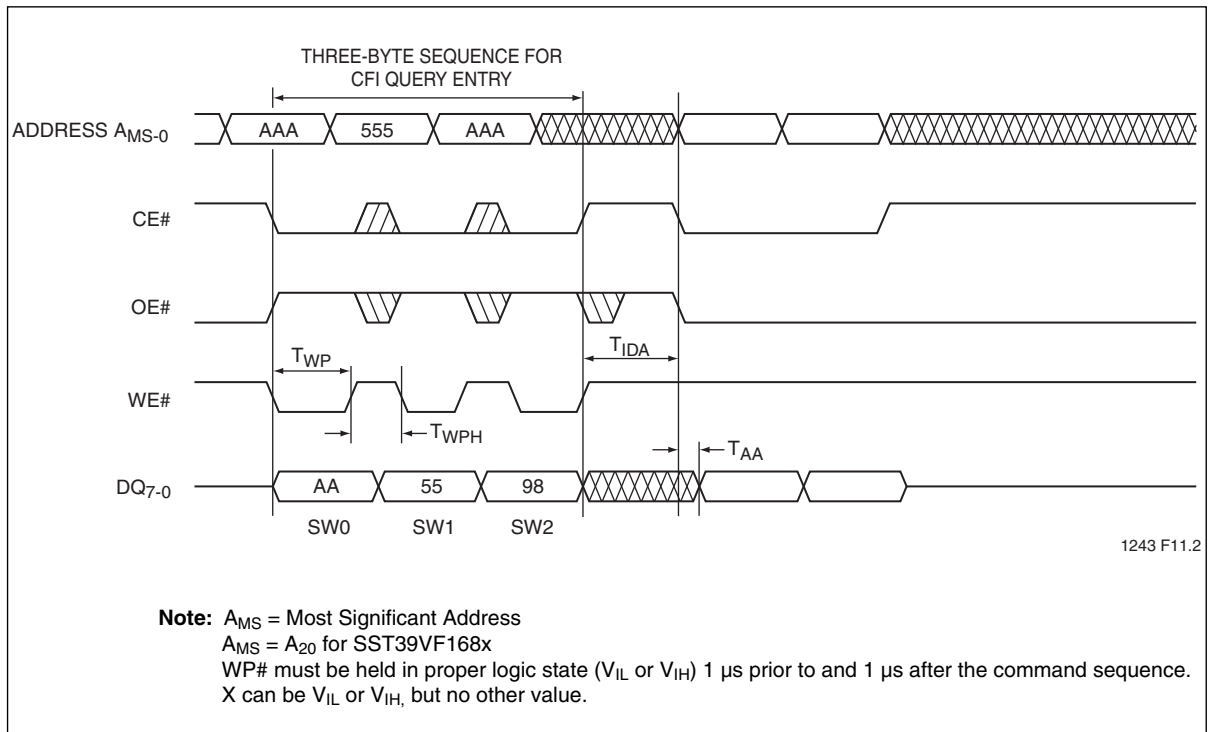 THREE-BYTE SEQUENCE FOR
CFI QUERY ENTRY
ADDRESS AMS-0
AAA 555 AAA
CE#
OE#
TWP
TIDA
WE#
TWPH
TAA
DQ7-0
AA 55 98
SW0 SW1 SW2
1243 F11.2
Note: AMS = Most Significant Address
AMS = A20 for SST39VF168x
WP# must be held in proper logic state (VIL or VIH) 1 µs prior to and 1 µs after the command sequence.
X can be VIL or VIH, but no other value.